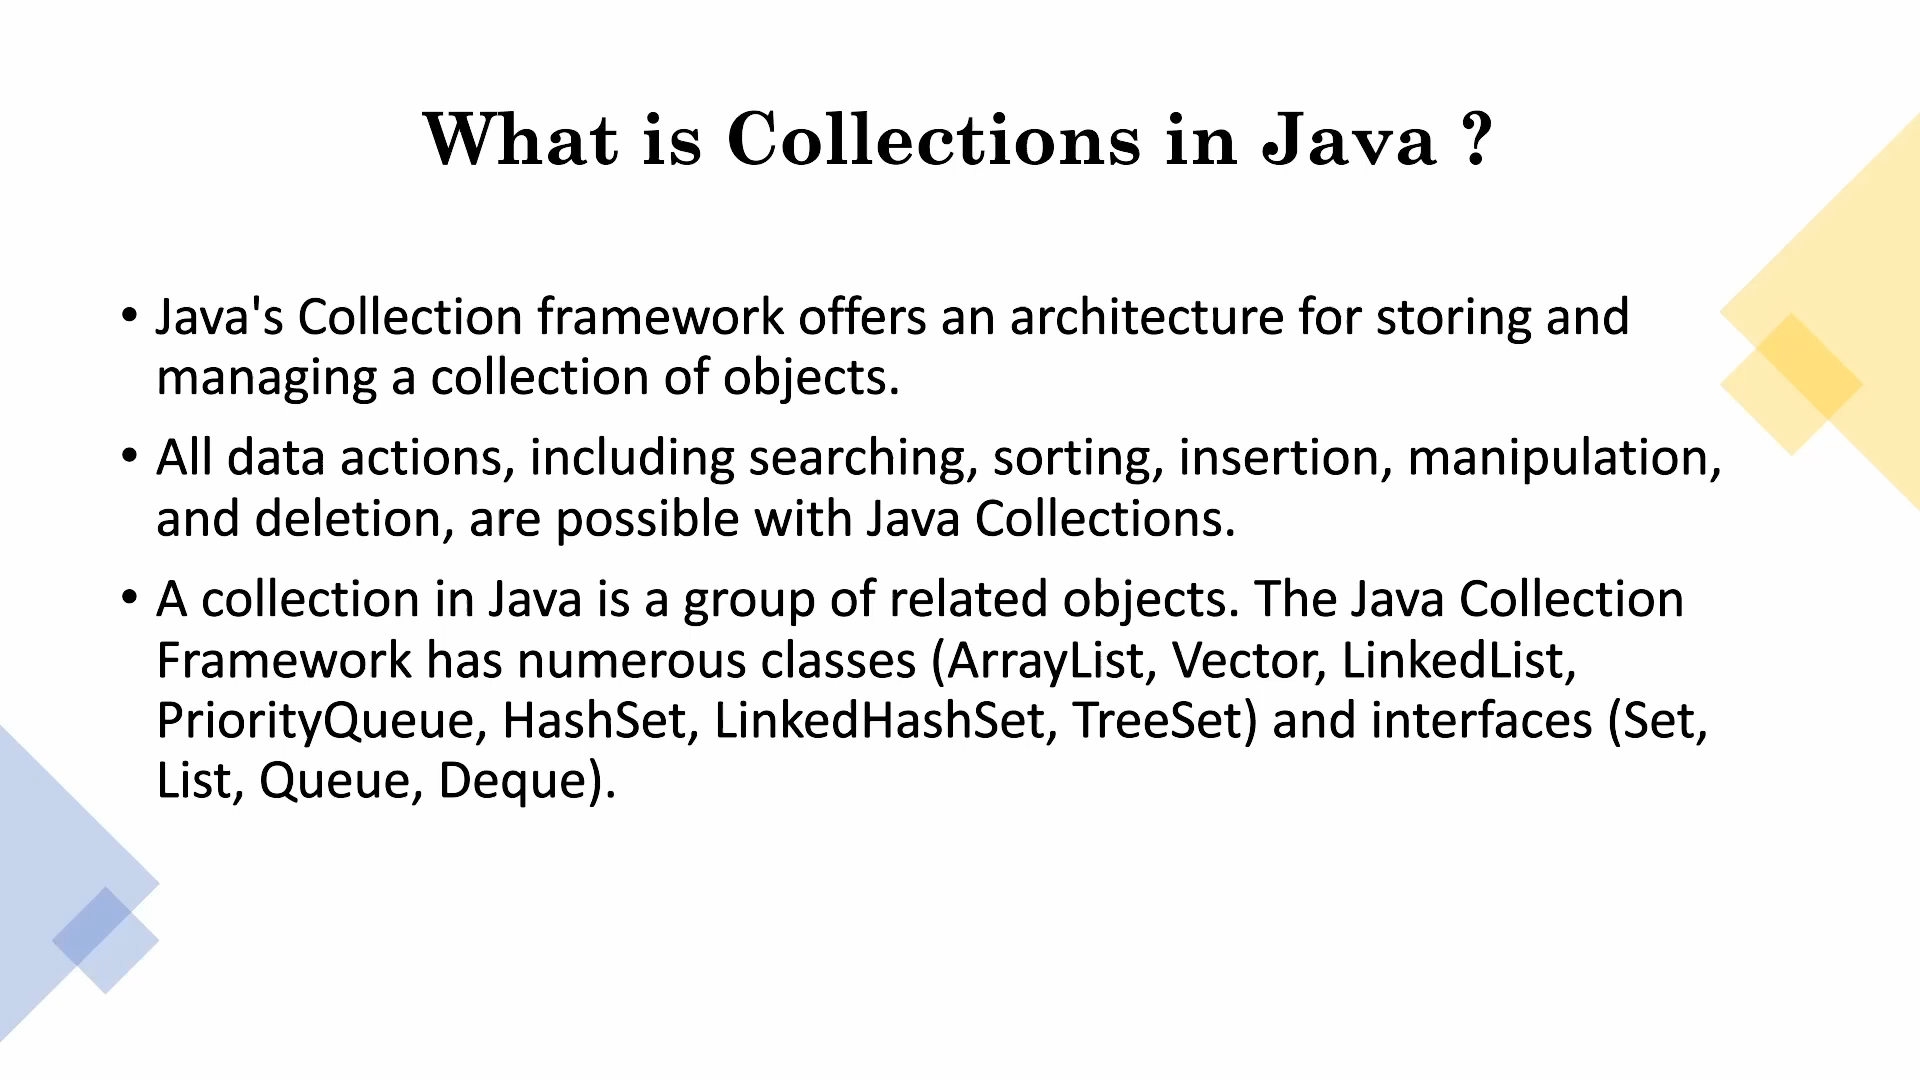 What is Collections in Java ?
• Java's Collection framework offers an architecture for storing and
managing a collection of objects.
• All data actions, including searching, sorting, insertion, manipulation,
and deletion, are possible with Java Collections.
• A collection in Java is a group of related objects. The Java Collection
Framework has numerous classes (ArrayList, Vector, LinkedList,
PriorityQueue, HashSet, LinkedHashSet, TreeSet) and interfaces (Set,
List, Queue, Deque).